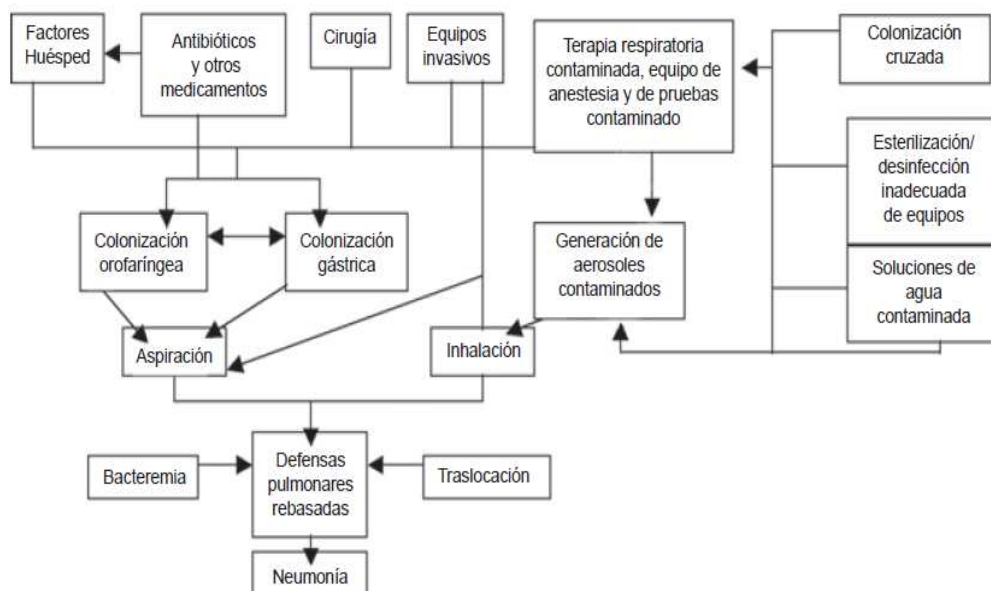 Factores
Huésped
Antibióticos
y otros
medicamentos
Cirugía
Equipos
invasivos
Terapia respiratoria
contaminada, equipo de
anestesia y de pruebas
contaminado
Colonización
cruzada
Esterilización/
desinfección
inadecuada
de equipos
Colonización
orofaríngea
Colonización
gástrica
Generación de
aerosoles
contaminados
Soluciones de
agua
contaminada
Aspiración
Inhalación
Bacteremia
Defensas
pulmonares
rebasadas
Traslocación
Neumonía